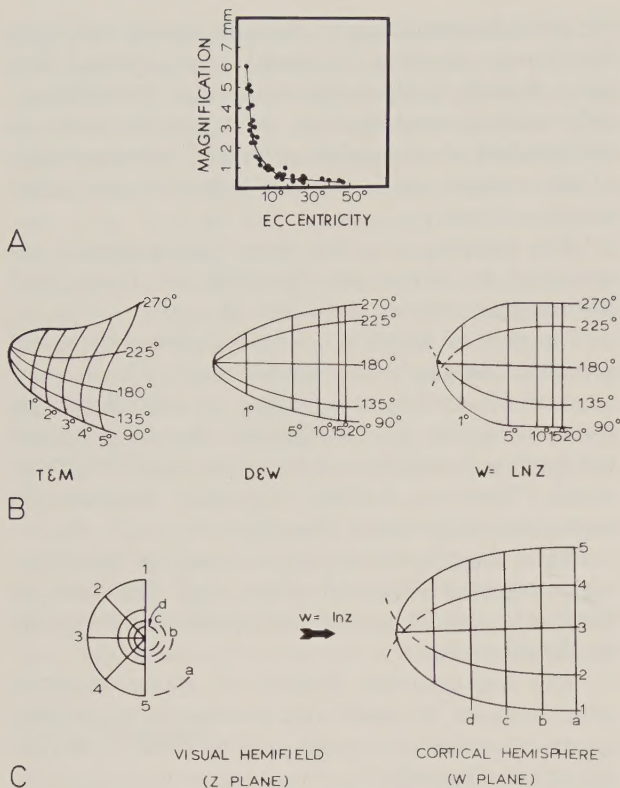 mm
7
6
5
4
3
2
1
MAGNIFICATION
10° 30° 50°
ECCENTRICITY
A
270°
225°
180°
135°
90°
1° 2° 3° 4° 5°
T&M
270°
225°
180°
135°
90°
1° 5° 10° 15° 20°
D&W
270°
225°
180°
135°
90°
1° 5° 10° 15° 20°
W= LNZ
B
1
2
3
4
5
d
c
b
a
w= lnz
5
4
3
2
1
d c b a
VISUAL HEMIFIELD
(Z PLANE)
CORTICAL HEMISPHERE
(W PLANE)
C